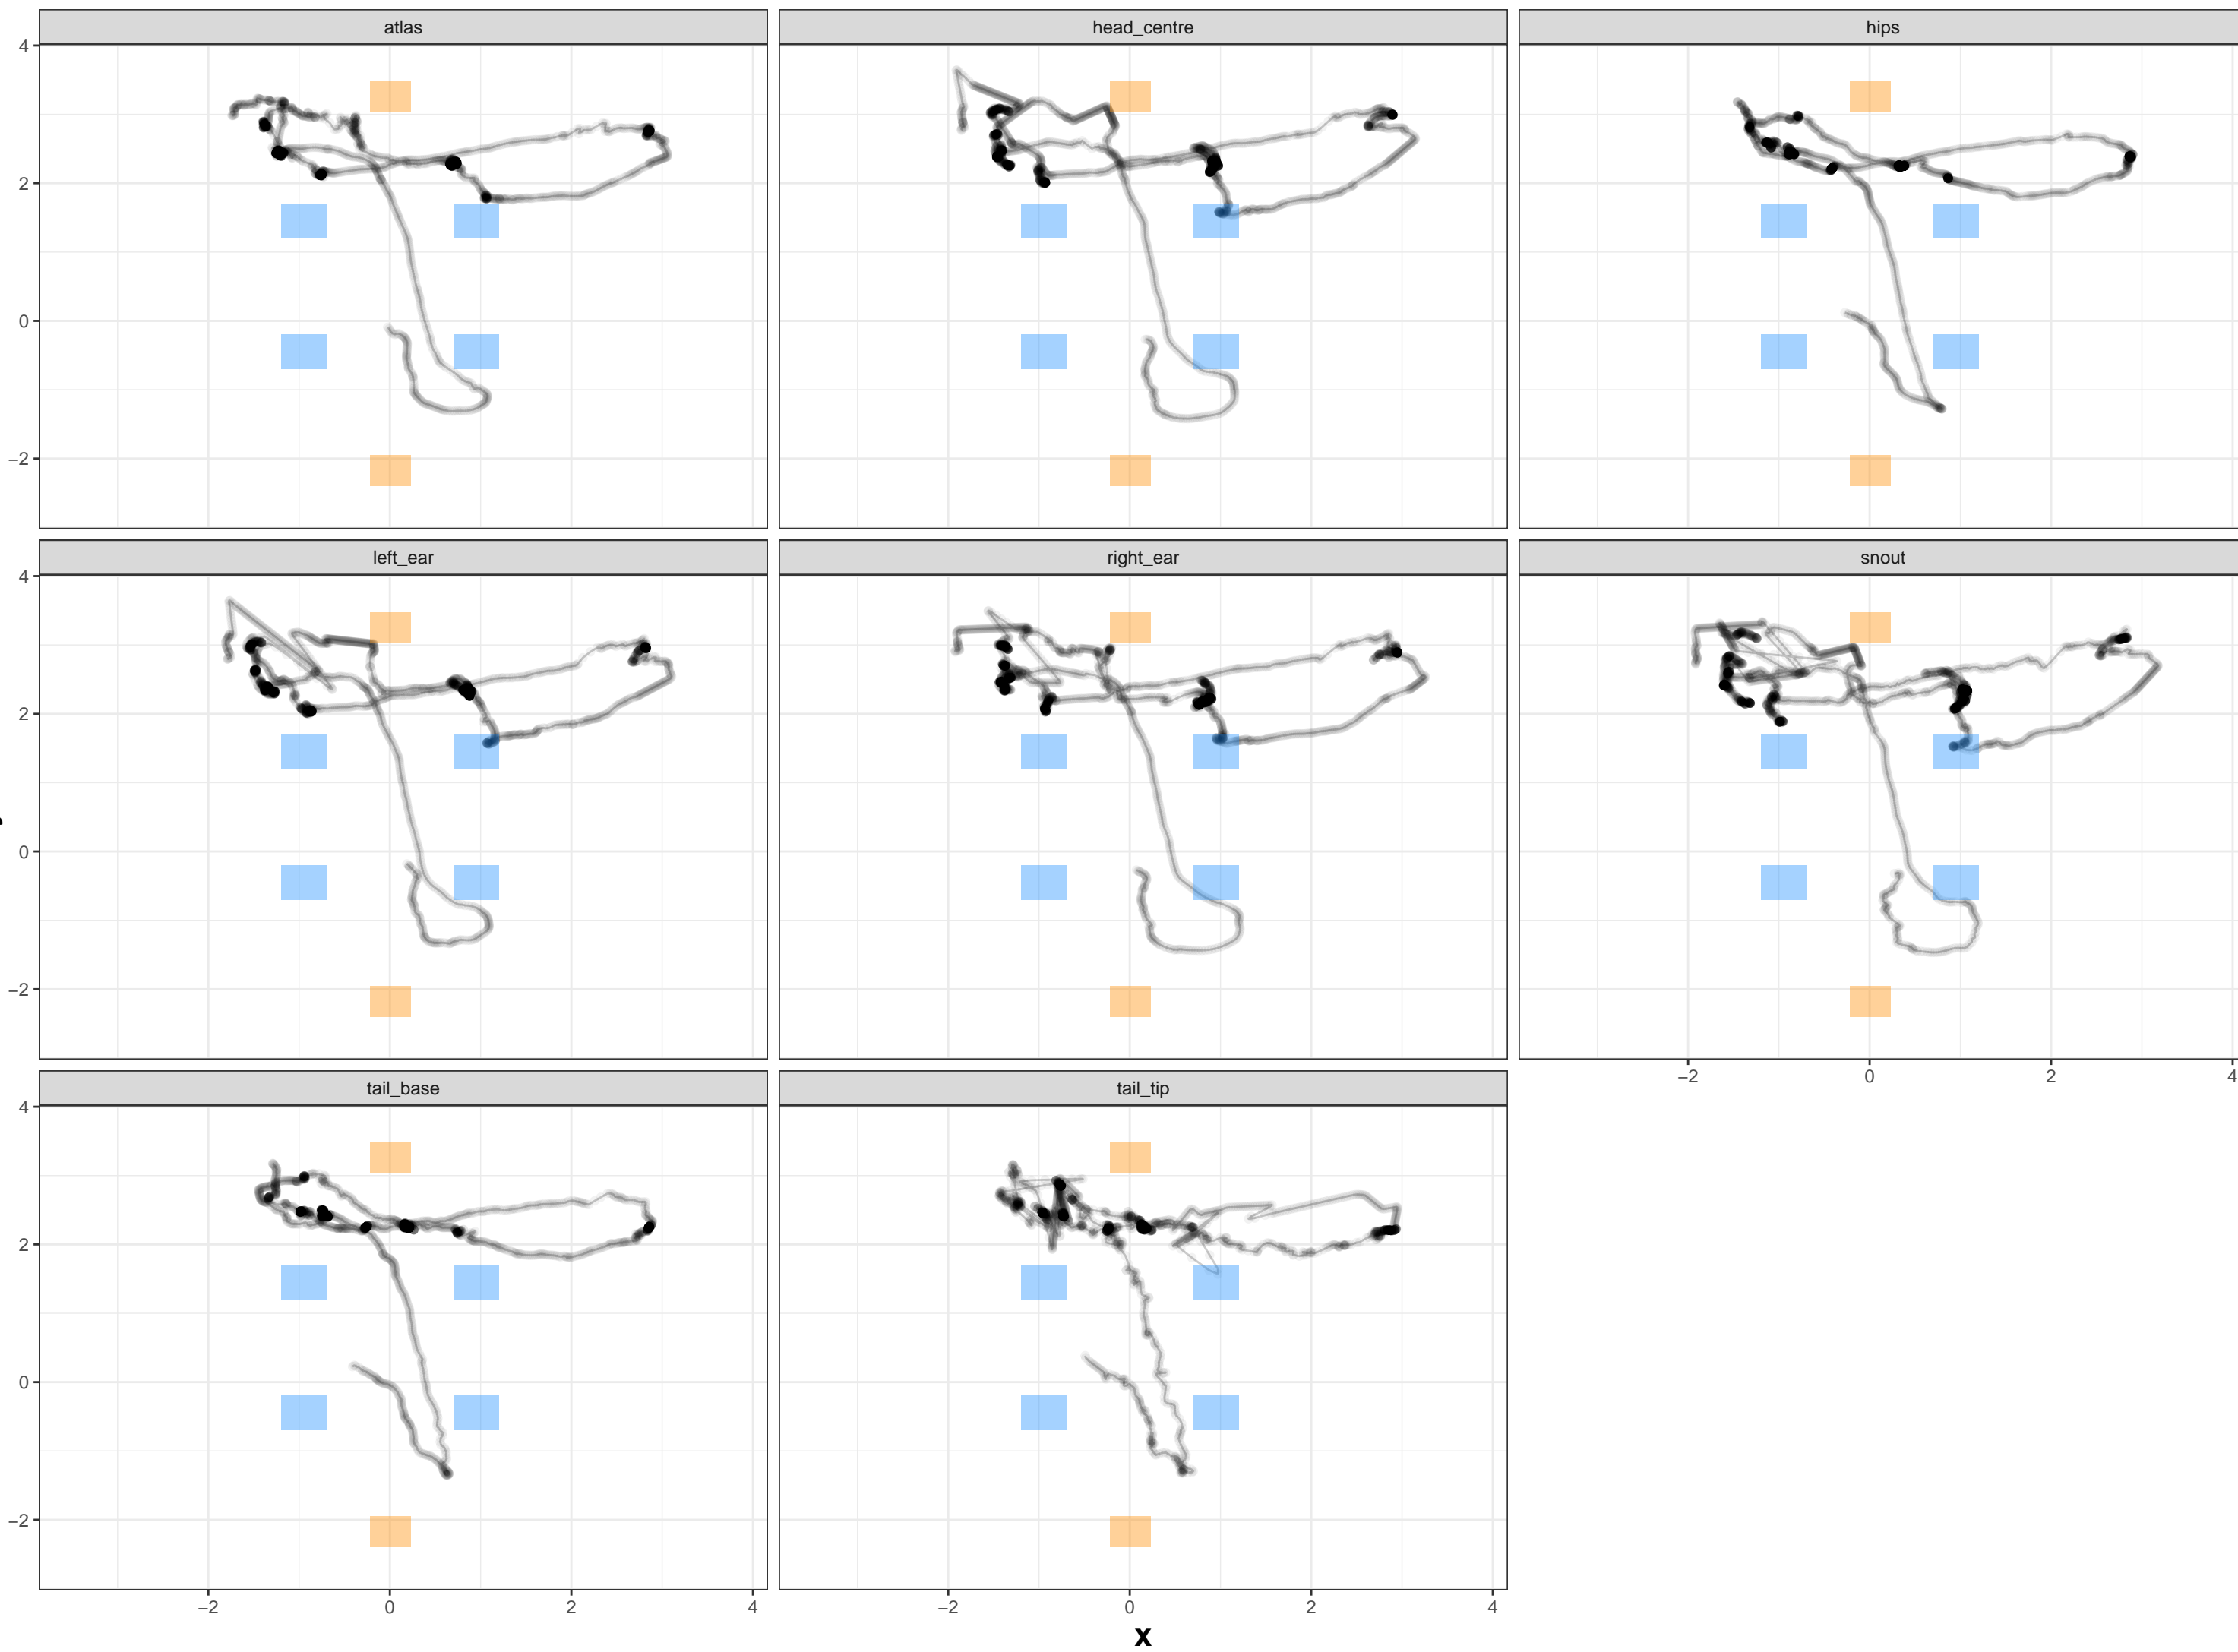 atlas head_centre hips
4
2
0
−2
left_ear right_ear snout
4
2
0
−2
−2 0 2 4
tail_base tail_tip
4
2
0
−2
−2 0 2 4 −2 0 2 4
x